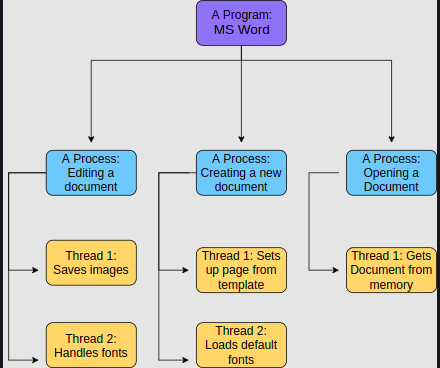 A Program:
MS Word
A Process:
Editing a
document
A Process:
Creating a new
document
A Process:
Opening a
Document
Thread 1:
Saves images
Thread 1: Sets
up page from
template
Thread 1: Gets
Document from
memory
Thread 2:
Handles fonts
Thread 2:
Loads default
fonts